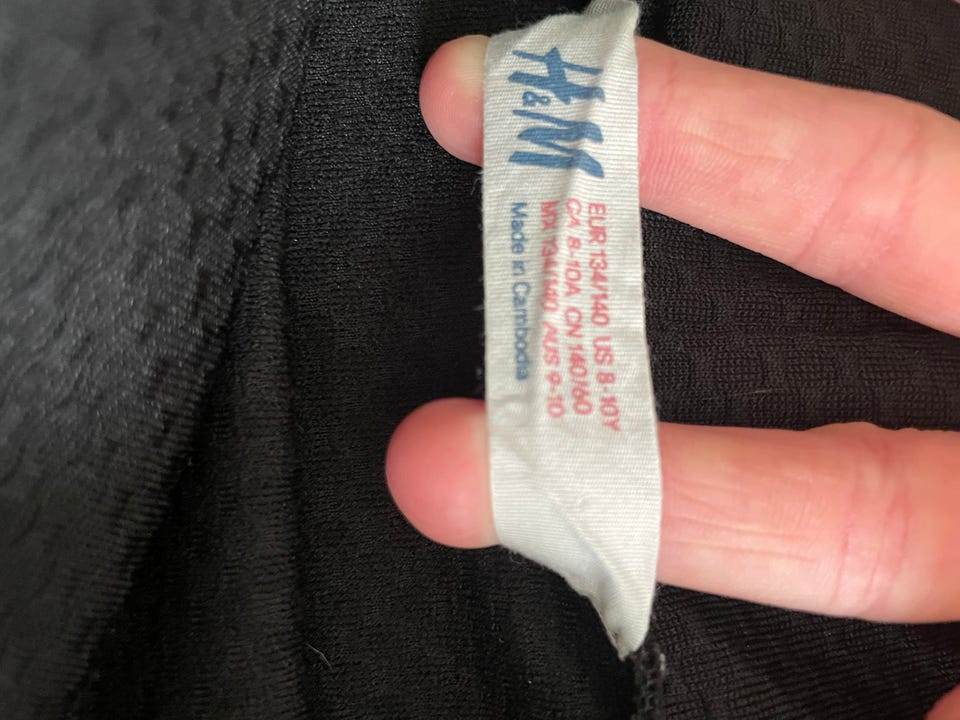 H&M
EUR 134/140 US 8-10Y
CA 8-10A CN 140/60
MX 134/140 AUS 9-10
Made in Cambodia